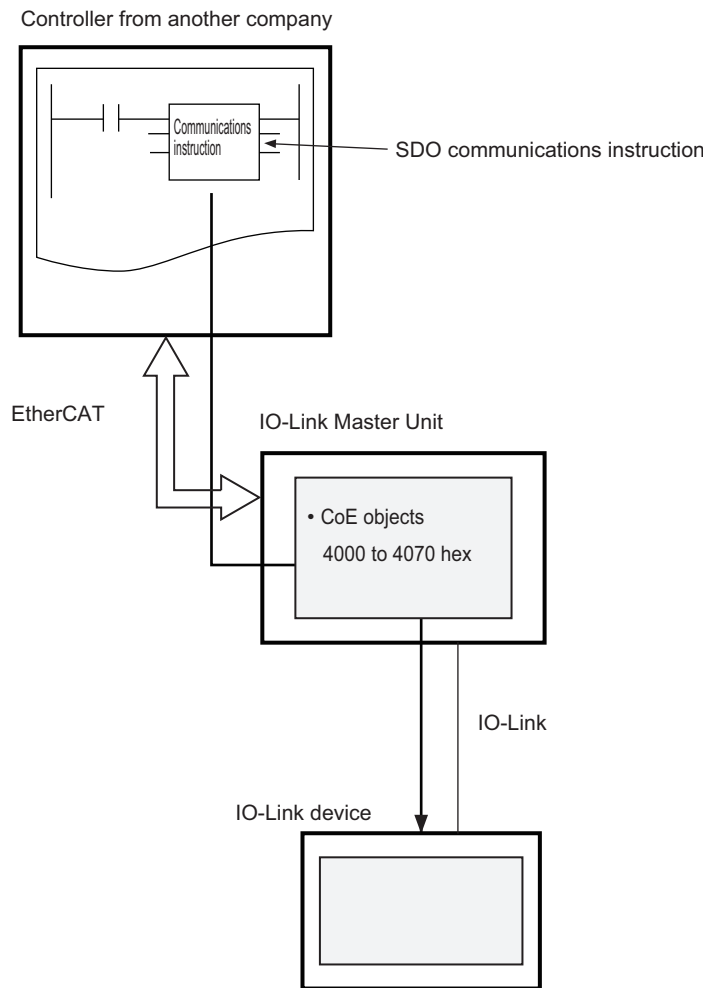 Controller from another company
Communications
instruction
SDO communications instruction
EtherCAT
IO-Link Master Unit
• CoE objects
4000 to 4070 hex
IO-Link
IO-Link device